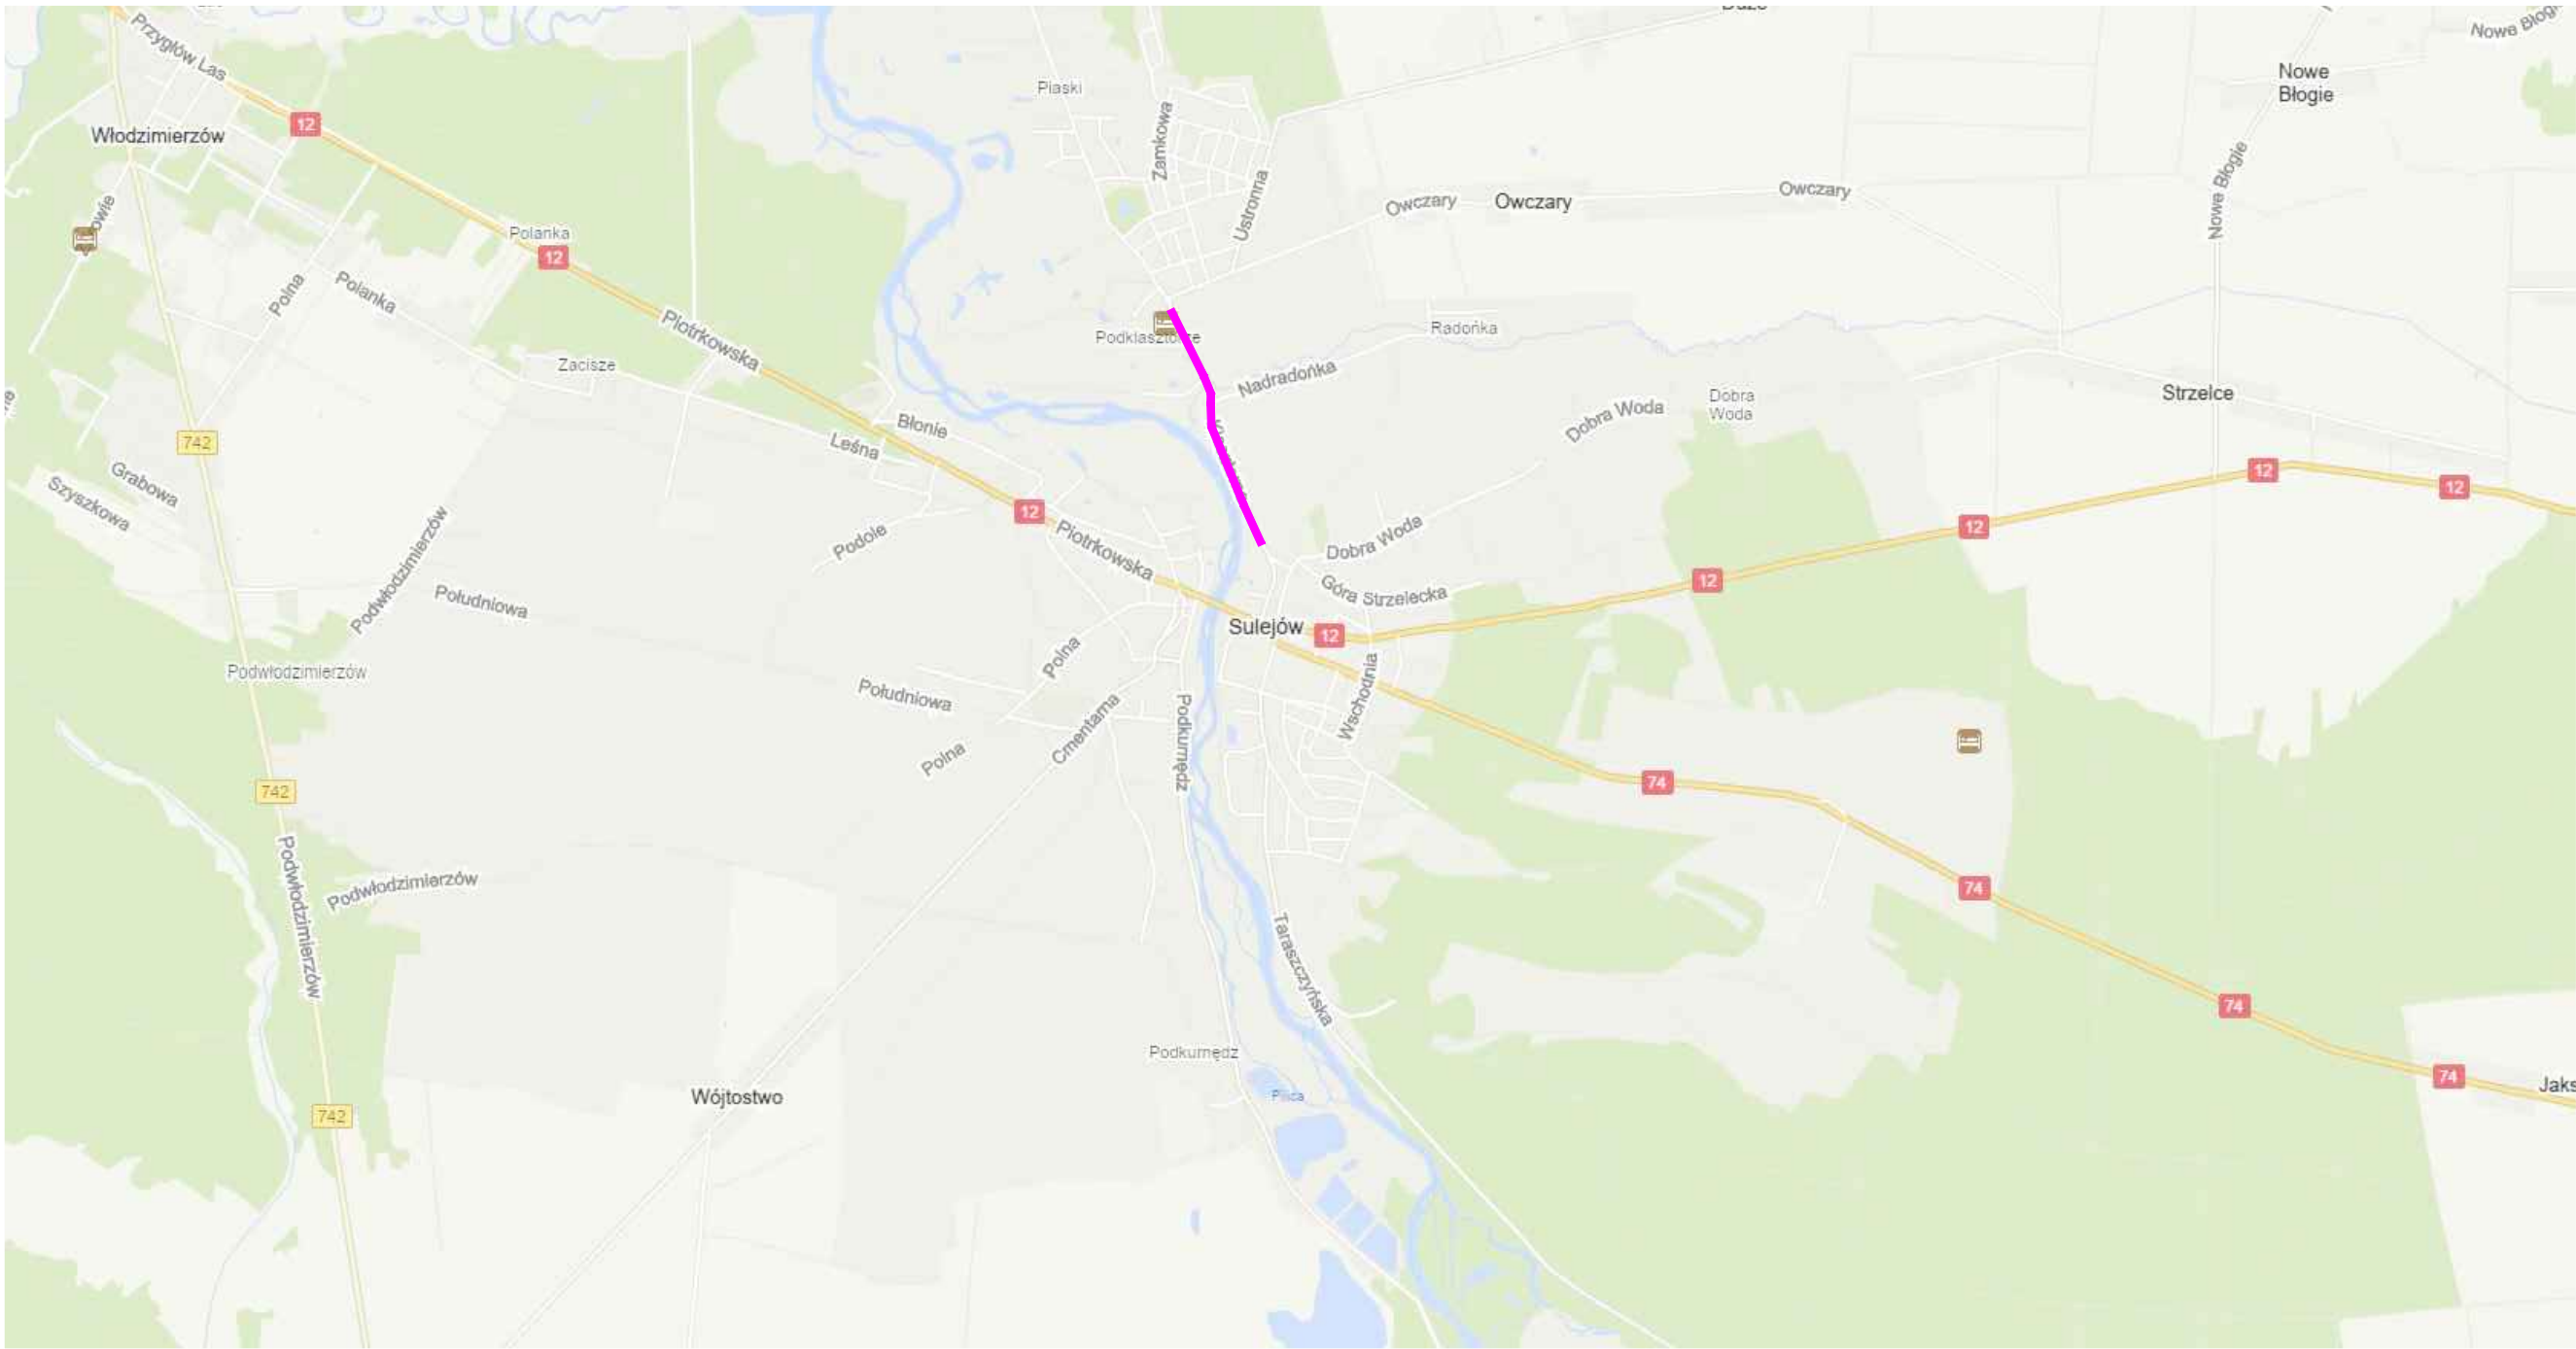 Przygłów Las
Nowe Błogie
Nowe
Błogie
Piaski
12
Włodzimierzów
Zamkowa
Nowe Błogie
Owczary
Owczary
Owczary
Ustronna
Polanka
12
Polna
Polanka
Piotrkowska
Radońka
Podklasztorze
Zacisze
Nadradońka
Strzelce
Dobra
Woda
Dobra Woda
Błonie
Leśna
742
Grabowa
Szyszkowa
12
12
12
12
Podwłodzimierzów
Podole
Piotrkowska
Dobra Woda
12
Góra Strzelecka
Południowa
Sulejów
12
Polna
Podwłodzimierzów
Południowa
Wschodnia
Cmentarna
Podkurnędz
Polna
74
742
Podwłodzimierzów
Podwłodzimierzów
74
Taraszczyńska
74
Podkurnędz
74
Wójtostwo
Pilica
742